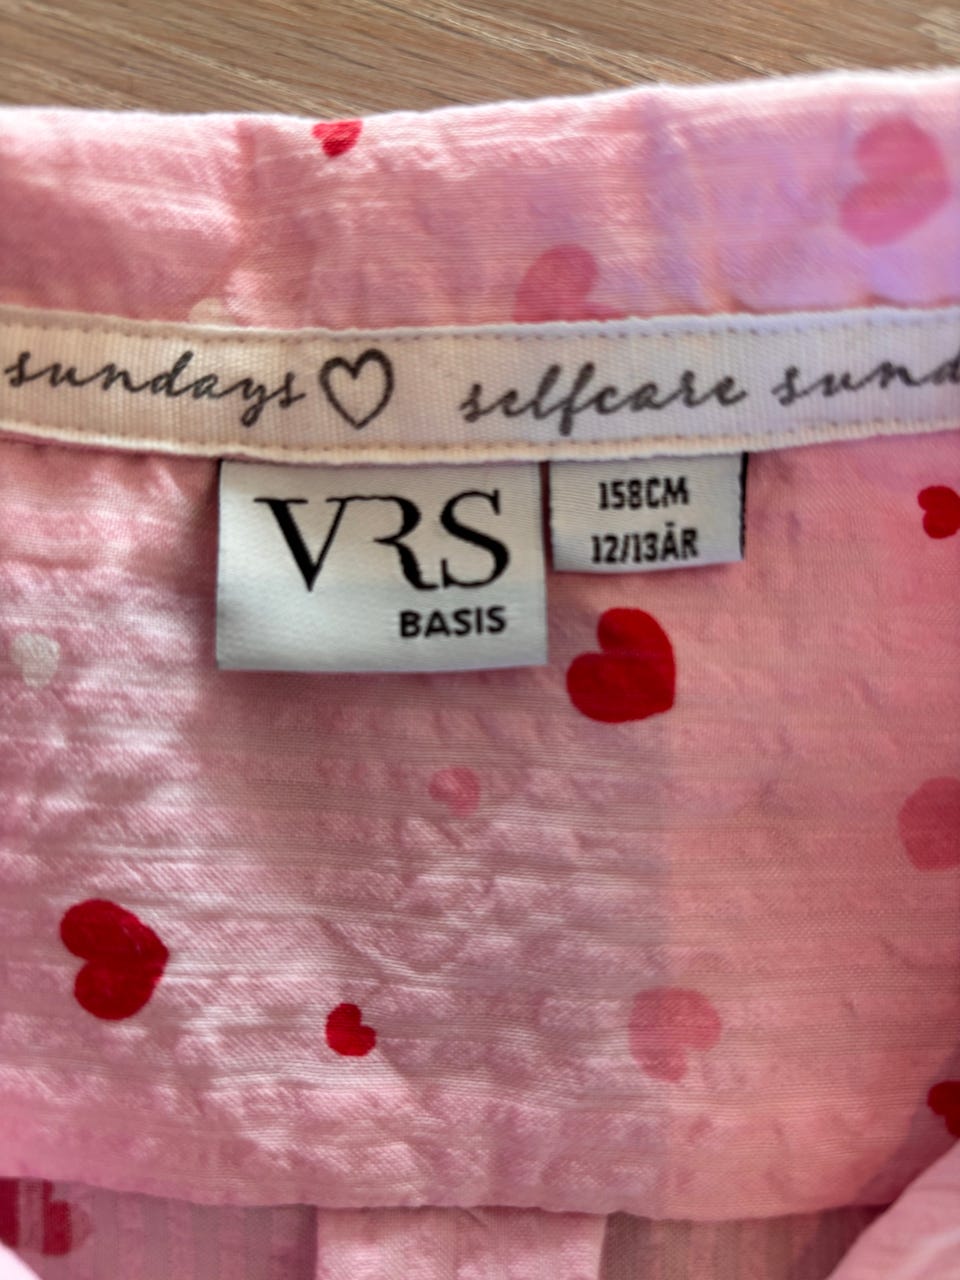 sundays ♡ selfcare sund
VRS
BASIS
158CM
12/13ÅR